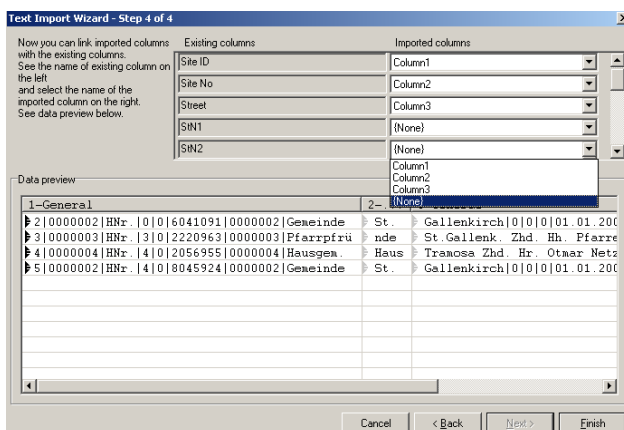 Text Import Wizard - Step 4 of 4
Now you can link imported columns
with the existing columns.
See the name of existing column on
the left
and select the name of the
imported column on the right.
See data preview below.
Existing columns
Imported columns
Site ID
Column1
Site No
Column2
Street
Column3
StN1
{None}
StN2
{None}
Column1
Column2
Column3
{None}
Data preview
1-General
2|0000002|HNr.|0|0|6041091|0000002|Gemeinde St. Gallenkirch|0|0|0|01.01.200
3|0000003|HNr.|3|0|2220963|0000003|Pfarrpfrü nde St.Gallenk. Zhd. Hh. Pfarre
4|0000004|HNr.|4|0|2056955|0000004|Hausgem. Haus Tramosa Zhd. Hr. Otmar Netz
5|0000002|HNr.|4|0|8045924|0000002|Gemeinde St. Gallenkirch|0|0|0|01.01.200
Cancel
< Back
Next >
Finish